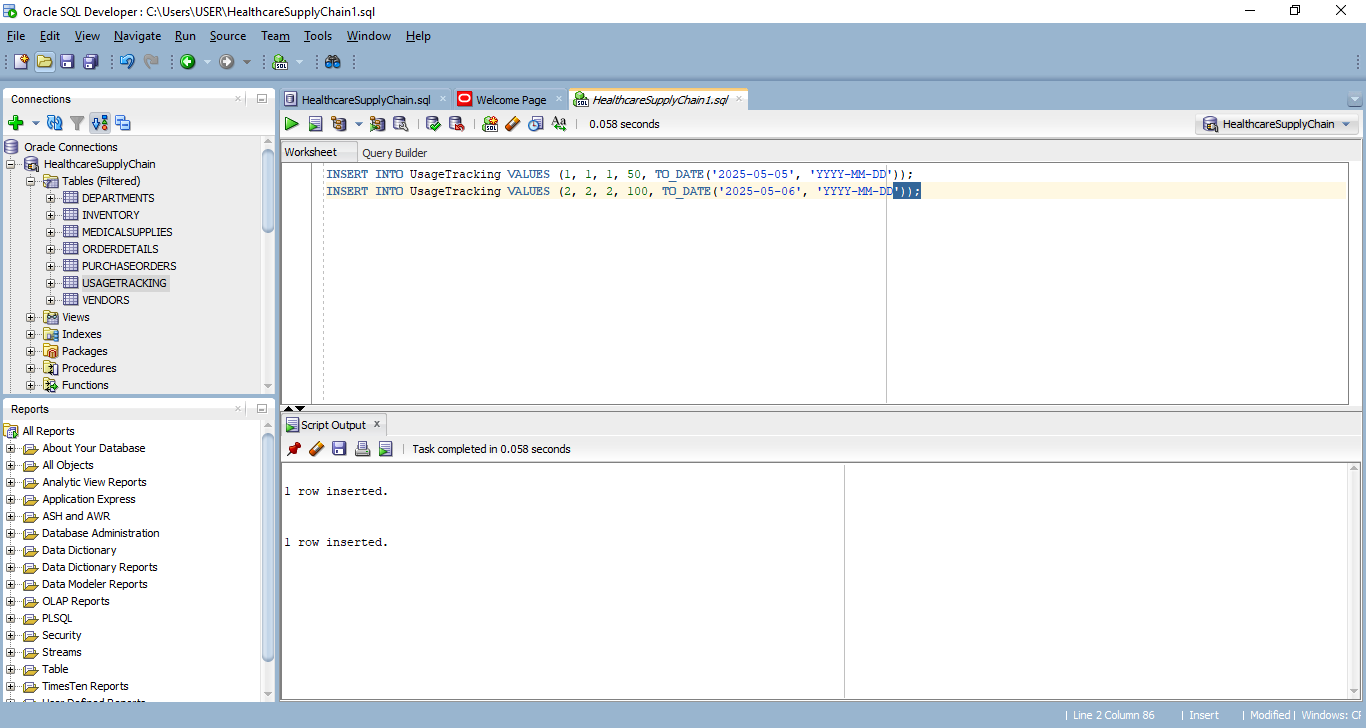 Oracle SQL Developer : C:\Users\USER\HealthcareSupplyChain1.sql
File Edit View Navigate Run Source Team Tools Window Help
Connections
Oracle Connections
HealthcareSupplyChain
Tables (Filtered)
DEPARTMENTS
INVENTORY
MEDICALSUPPLIES
ORDERDETAILS
PURCHASEORDERS
USAGETRACKING
VENDORS
Views
Indexes
Packages
Procedures
Functions
Reports
All Reports
About Your Database
All Objects
Analytic View Reports
Application Express
ASH and AWR
Database Administration
Data Dictionary
Data Dictionary Reports
Data Modeler Reports
OLAP Reports
PLSQL
Security
Streams
Table
TimesTen Reports
User Defined Reports
HealthcareSupplyChain.sql Welcome Page HealthcareSupplyChain1.sql
0.058 seconds HealthcareSupplyChain
Worksheet Query Builder
INSERT INTO UsageTracking VALUES (1, 1, 1, 50, TO_DATE('2025-05-05', 'YYYY-MM-DD'));
INSERT INTO UsageTracking VALUES (2, 2, 2, 100, TO_DATE('2025-05-06', 'YYYY-MM-DD'));
Script Output
Task completed in 0.058 seconds
1 row inserted.
1 row inserted.
Line 2 Column 86 Insert Modified Windows: CF